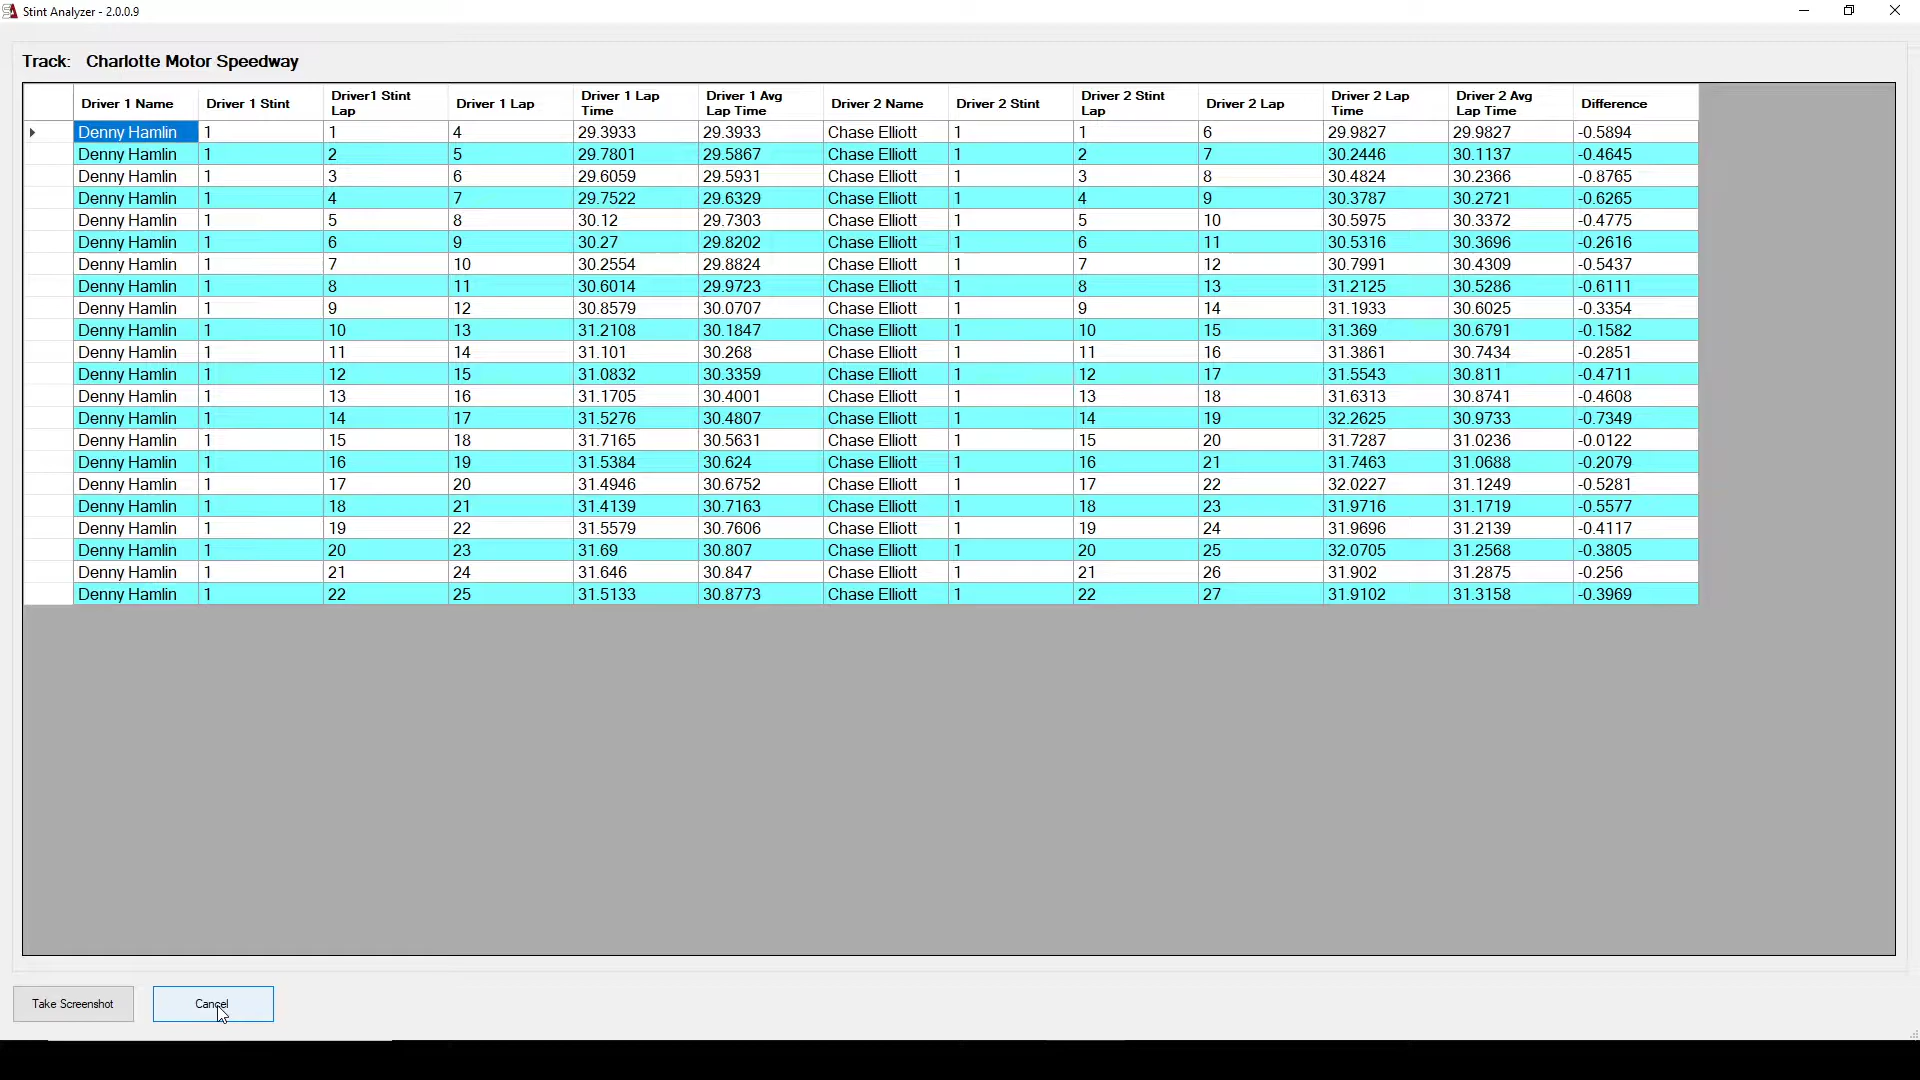 Stint Analyzer - 2.0.0.9
Track: Charlotte Motor Speedway
Driver 1 Name Driver 1 Stint Driver1 Stint Lap Driver 1 Lap Driver 1 Lap Time Driver 1 Avg Lap Time Driver 2 Name Driver 2 Stint Driver 2 Stint Lap Driver 2 Lap Driver 2 Lap Time Driver 2 Avg Lap Time Difference
Denny Hamlin 1 1 4 29.3933 29.3933 Chase Elliott 1 1 6 29.9827 29.9827 -0.5894
Denny Hamlin 1 2 5 29.7801 29.5867 Chase Elliott 1 2 7 30.2446 30.1137 -0.4645
Denny Hamlin 1 3 6 29.6059 29.5931 Chase Elliott 1 3 8 30.4824 30.2366 -0.8765
Denny Hamlin 1 4 7 29.7522 29.6329 Chase Elliott 1 4 9 30.3787 30.2721 -0.6265
Denny Hamlin 1 5 8 30.12 29.7303 Chase Elliott 1 5 10 30.5975 30.3372 -0.4775
Denny Hamlin 1 6 9 30.27 29.8202 Chase Elliott 1 6 11 30.5316 30.3696 -0.2616
Denny Hamlin 1 7 10 30.2554 29.8824 Chase Elliott 1 7 12 30.7991 30.4309 -0.5437
Denny Hamlin 1 8 11 30.6014 29.9723 Chase Elliott 1 8 13 31.2125 30.5286 -0.6111
Denny Hamlin 1 9 12 30.8579 30.0707 Chase Elliott 1 9 14 31.1933 30.6025 -0.3354
Denny Hamlin 1 10 13 31.2108 30.1847 Chase Elliott 1 10 15 31.369 30.6791 -0.1582
Denny Hamlin 1 11 14 31.101 30.268 Chase Elliott 1 11 16 31.3861 30.7434 -0.2851
Denny Hamlin 1 12 15 31.0832 30.3359 Chase Elliott 1 12 17 31.5543 30.811 -0.4711
Denny Hamlin 1 13 16 31.1705 30.4001 Chase Elliott 1 13 18 31.6313 30.8741 -0.4608
Denny Hamlin 1 14 17 31.5276 30.4807 Chase Elliott 1 14 19 32.2625 30.9733 -0.7349
Denny Hamlin 1 15 18 31.7165 30.5631 Chase Elliott 1 15 20 31.7287 31.0236 -0.0122
Denny Hamlin 1 16 19 31.5384 30.624 Chase Elliott 1 16 21 31.7463 31.0688 -0.2079
Denny Hamlin 1 17 20 31.4946 30.6752 Chase Elliott 1 17 22 32.0227 31.1249 -0.5281
Denny Hamlin 1 18 21 31.4139 30.7163 Chase Elliott 1 18 23 31.9716 31.1719 -0.5577
Denny Hamlin 1 19 22 31.5579 30.7606 Chase Elliott 1 19 24 31.9696 31.2139 -0.4117
Denny Hamlin 1 20 23 31.69 30.807 Chase Elliott 1 20 25 32.0705 31.2568 -0.3805
Denny Hamlin 1 21 24 31.646 30.847 Chase Elliott 1 21 26 31.902 31.2875 -0.256
Denny Hamlin 1 22 25 31.5133 30.8773 Chase Elliott 1 22 27 31.9102 31.3158 -0.3969
Take Screenshot Cancel